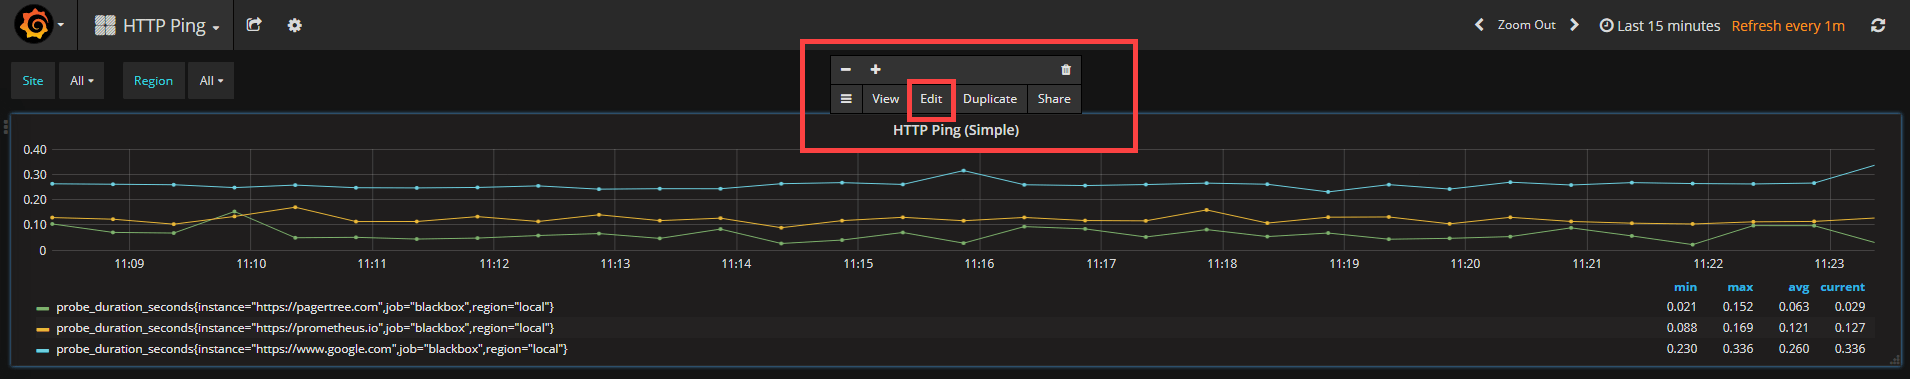 HTTP Ping
Zoom Out
Last 15 minutes
Refresh every 1m
Site
All
Region
All
View
Edit
Duplicate
Share
HTTP Ping (Simple)
0.40
0.30
0.20
0.10
0
11:09 11:10 11:11 11:12 11:13 11:14 11:15 11:16 11:17 11:18 11:19 11:20 11:21 11:22 11:23
min max avg current
probe_duration_seconds{instance="https://pagertree.com",job="blackbox",region="local"} 0.021 0.152 0.063 0.029
probe_duration_seconds{instance="https://prometheus.io",job="blackbox",region="local"} 0.088 0.169 0.121 0.127
probe_duration_seconds{instance="https://www.google.com",job="blackbox",region="local"} 0.230 0.336 0.260 0.336